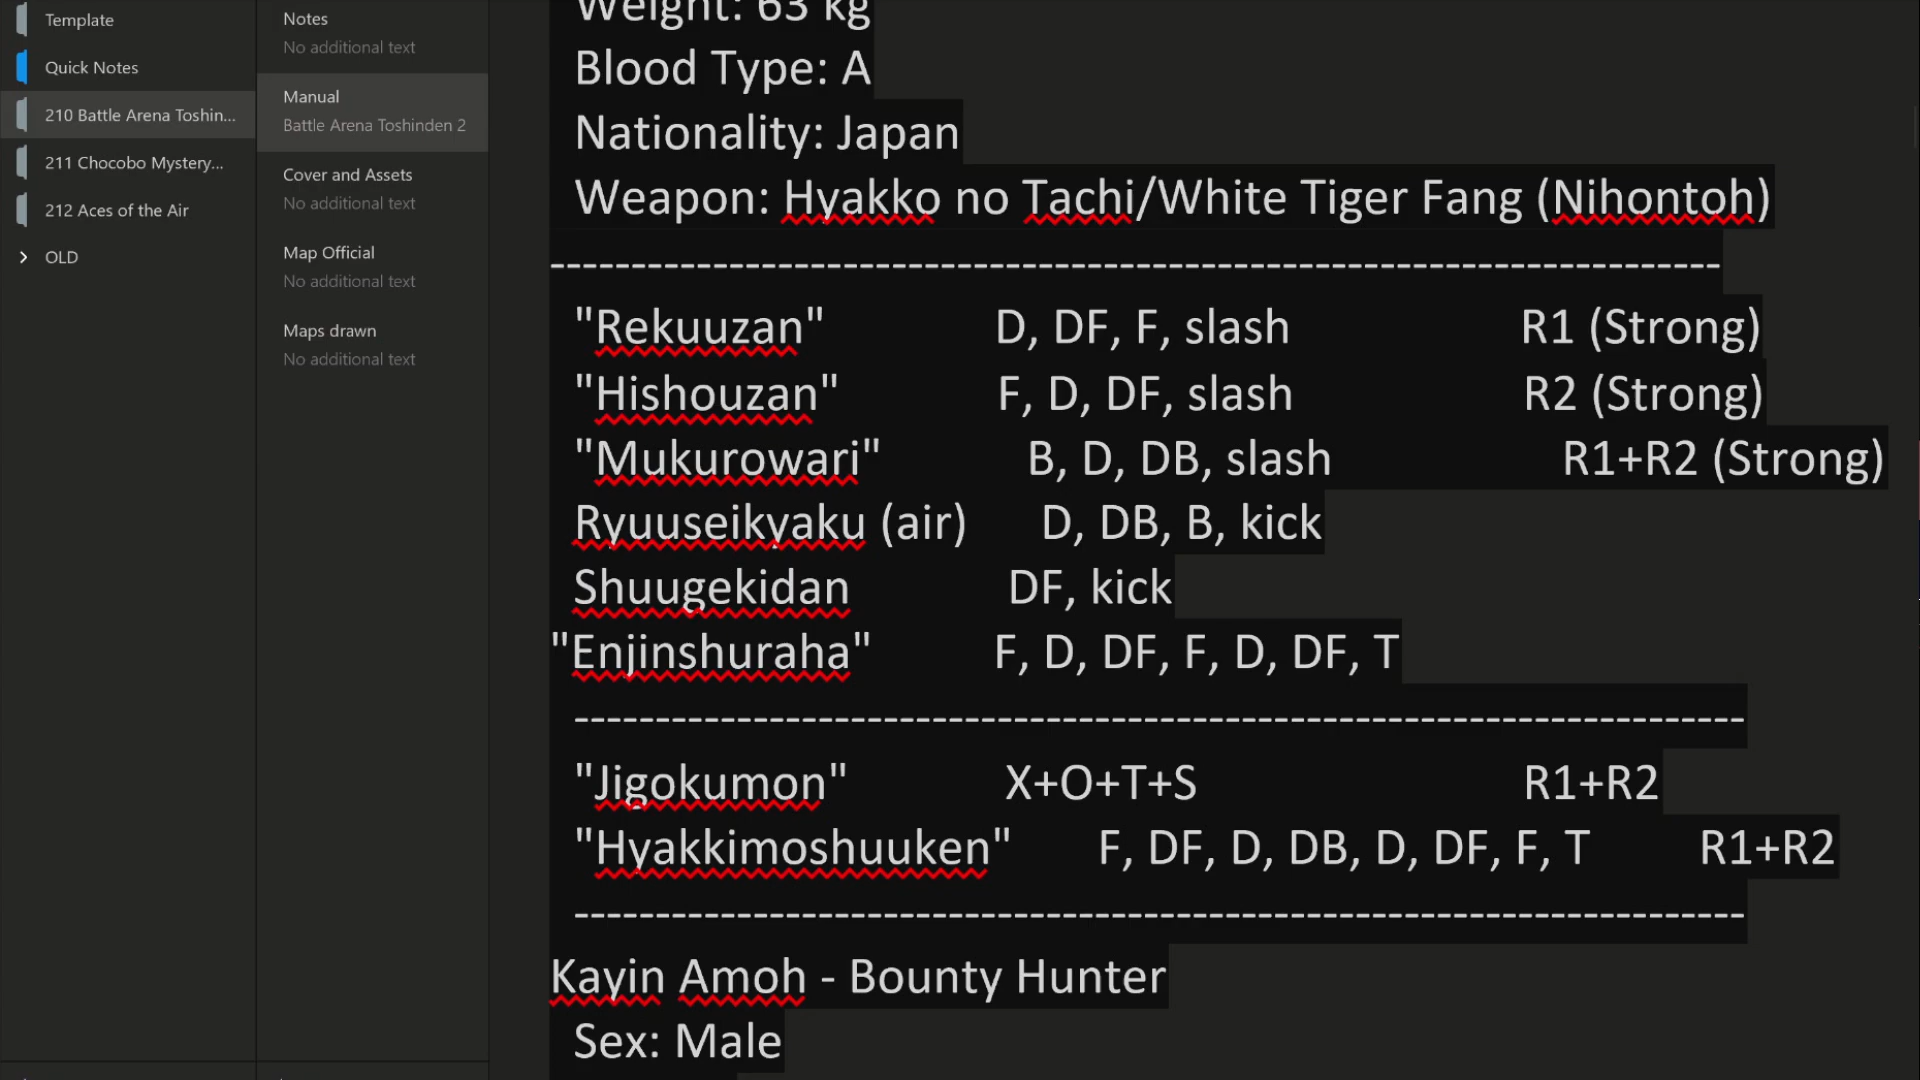 Template
Quick Notes
210 Battle Arena Toshin...
211 Chocobo Mystery...
212 Aces of the Air
OLD
Notes
No additional text
Manual
Battle Arena Toshinden 2
Cover and Assets
No additional text
Map Official
No additional text
Maps drawn
No additional text
Weight: 63 kg
Blood Type: A
Nationality: Japan
Weapon: Hyakko no Tachi/White Tiger Fang (Nihontoh)
------------------------------------------------------------------------
"Rekuuzan" D, DF, F, slash R1 (Strong)
"Hishouzan" F, D, DF, slash R2 (Strong)
"Mukurowari" B, D, DB, slash R1+R2 (Strong)
Ryuuseikyaku (air) D, DB, B, kick
Shuugekidan DF, kick
"Enjinshuraha" F, D, DF, F, D, DF, T
------------------------------------------------------------------------
"Jigokumon" X+O+T+S R1+R2
"Hyakkimoshuuken" F, DF, D, DB, D, DF, F, T R1+R2
------------------------------------------------------------------------
Kayin Amoh - Bounty Hunter
Sex: Male